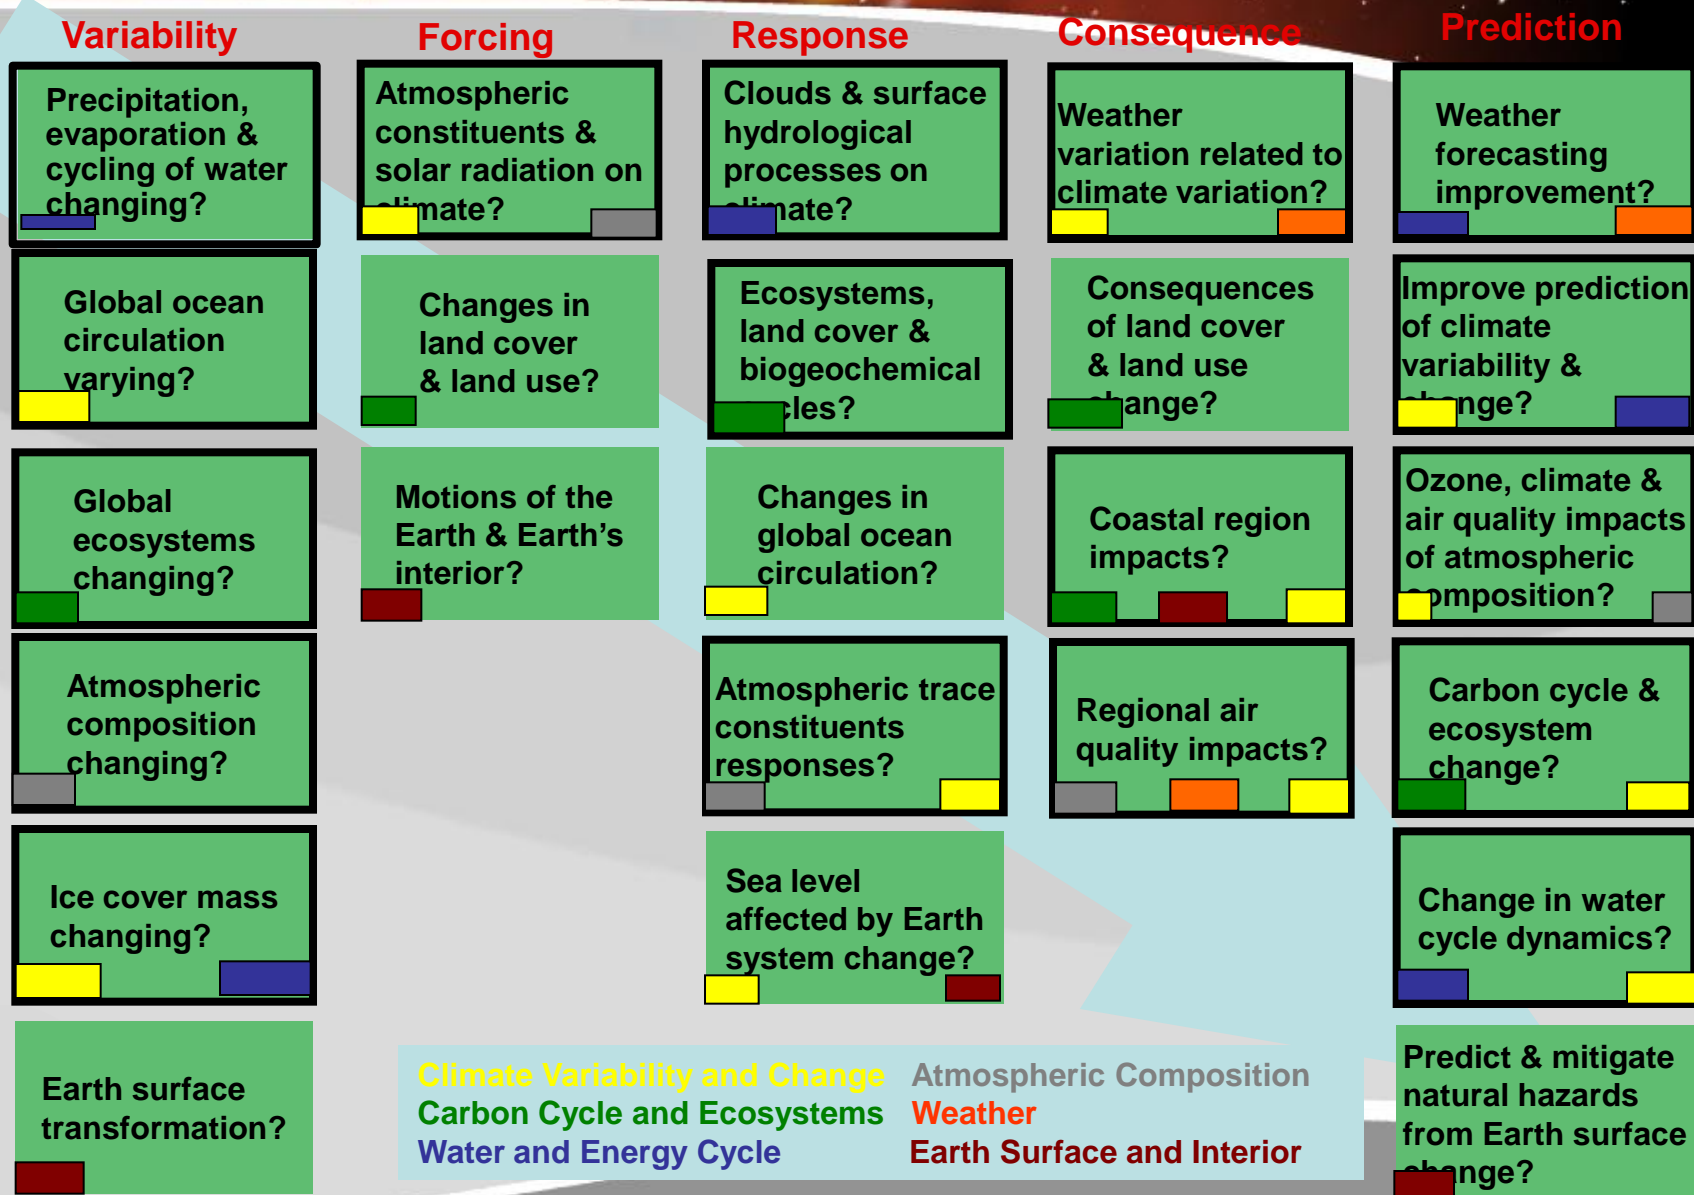 Variability
Precipitation,
evaporation &
cycling of water
changing?
Global ocean
circulation
varying?
Global
ecosystems
changing?
Atmospheric
composition
changing?
Ice cover mass
changing?
Earth surface
transformation?
Forcing
Atmospheric
constituents &
solar radiation on
climate?
Changes in
land cover
& land use?
Motions of the
Earth & Earth’s
interior?
Response
Clouds & surface
hydrological
processes on
climate?
Ecosystems,
land cover &
biogeochemical
cycles?
Changes in
global ocean
circulation?
Atmospheric trace
constituents
responses?
Sea level
affected by Earth
system change?
Consequence
Weather
variation related to
climate variation?
Consequences
of land cover
& land use
change?
Coastal region
impacts?
Regional air
quality impacts?
Prediction
Weather
forecasting
improvement?
Improve prediction
of climate
variability &
change?
Ozone, climate &
air quality impacts
of atmospheric
composition?
Carbon cycle &
ecosystem
change?
Change in water
cycle dynamics?
Predict & mitigate
natural hazards
from Earth surface
change?
Climate Variability and Change
Carbon Cycle and Ecosystems
Water and Energy Cycle
Atmospheric Composition
Weather
Earth Surface and Interior